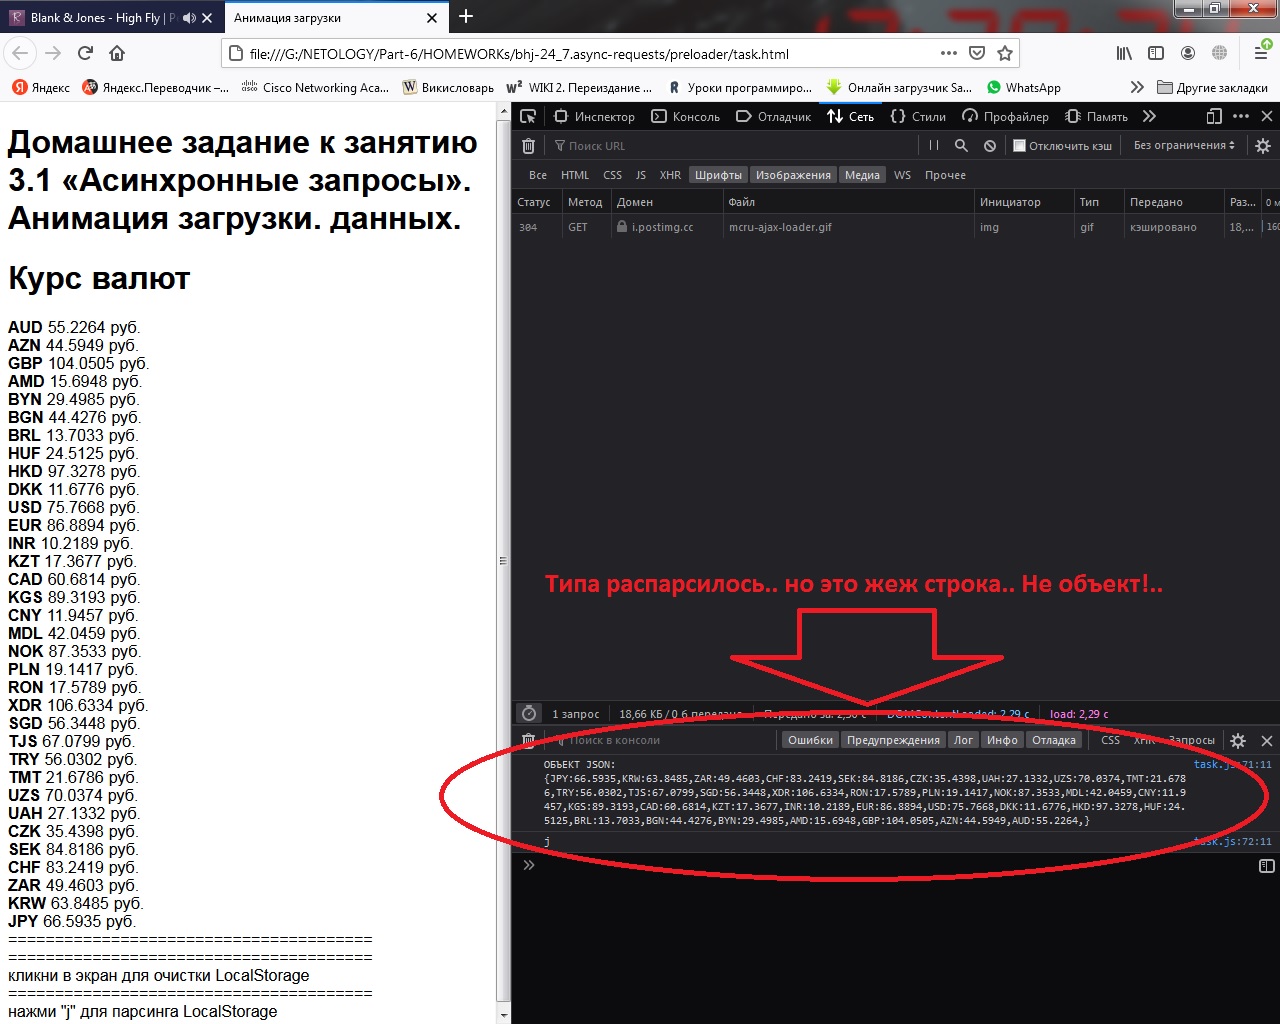 Blank & Jones - High Fly | P
Анимация загрузки
file:///G:/NETOLOGY/Part-6/HOMEWORKs/bhj-24_7.async-requests/preloader/task.html
Яндекс
Яндекс.Переводчик –...
Cisco Networking Aca...
Викисловарь
WIKI 2. Переиздание ...
Уроки программиро...
Онлайн загрузчик Sa...
WhatsApp
Другие закладки
Домашнее задание к занятию
3.1 «Асинхронные запросы».
Анимация загрузки. данных.
Курс валют
AUD 55.2264 руб.
AZN 44.5949 руб.
GBP 104.0505 руб.
AMD 15.6948 руб.
BYN 29.4985 руб.
BGN 44.4276 руб.
BRL 13.7033 руб.
HUF 24.5125 руб.
HKD 97.3278 руб.
DKK 11.6776 руб.
USD 75.7668 руб.
EUR 86.8894 руб.
INR 10.2189 руб.
KZT 17.3677 руб.
CAD 60.6814 руб.
KGS 89.3193 руб.
CNY 11.9457 руб.
MDL 42.0459 руб.
NOK 87.3533 руб.
PLN 19.1417 руб.
RON 17.5789 руб.
XDR 106.6334 руб.
SGD 56.3448 руб.
TJS 67.0799 руб.
TRY 56.0302 руб.
TMT 21.6786 руб.
UZS 70.0374 руб.
UAH 27.1332 руб.
CZK 35.4398 руб.
SEK 84.8186 руб.
CHF 83.2419 руб.
ZAR 49.4603 руб.
KRW 63.8485 руб.
JPY 66.5935 руб.
=======================================
=======================================
кликни в экран для очистки LocalStorage
=======================================
нажми "j" для парсинга LocalStorage
Инспектор
Консоль
Отладчик
Сеть
Стили
Профайлер
Память
Поиск URL
Отключить кэш
Без ограничения
Все HTML CSS JS XHR Шрифты Изображения Медиа WS Прочее
Статус Метод Домен Файл Инициатор Тип Передано Раз... 0 м
304 GET i.postimg.cc mcru-ajax-loader.gif img gif кэшировано 18,... 160
Типа распарсилось.. но это жеж строка.. Не объект!..
1 запрос
18,66 КБ / 0 б передано
Передано за: 2,30 с
DOMContentLoaded: 2,29 с
load: 2,29 с
Поиск в консоли
Ошибки Предупреждения Лог Инфо Отладка CSS XHR Запросы
ОБЪЕКТ JSON: task.js:71:11
{JPY:66.5935,KRW:63.8485,ZAR:49.4603,CHF:83.2419,SEK:84.8186,CZK:35.4398,UAH:27.1332,UZS:70.0374,TMT:21.678
6,TRY:56.0302,TJS:67.0799,SGD:56.3448,XDR:106.6334,RON:17.5789,PLN:19.1417,NOK:87.3533,MDL:42.0459,CNY:11.9
457,KGS:89.3193,CAD:60.6814,KZT:17.3677,INR:10.2189,EUR:86.8894,USD:75.7668,DKK:11.6776,HKD:97.3278,HUF:24.
5125,BRL:13.7033,BGN:44.4276,BYN:29.4985,AMD:15.6948,GBP:104.0505,AZN:44.5949,AUD:55.2264,}
j task.js:72:11